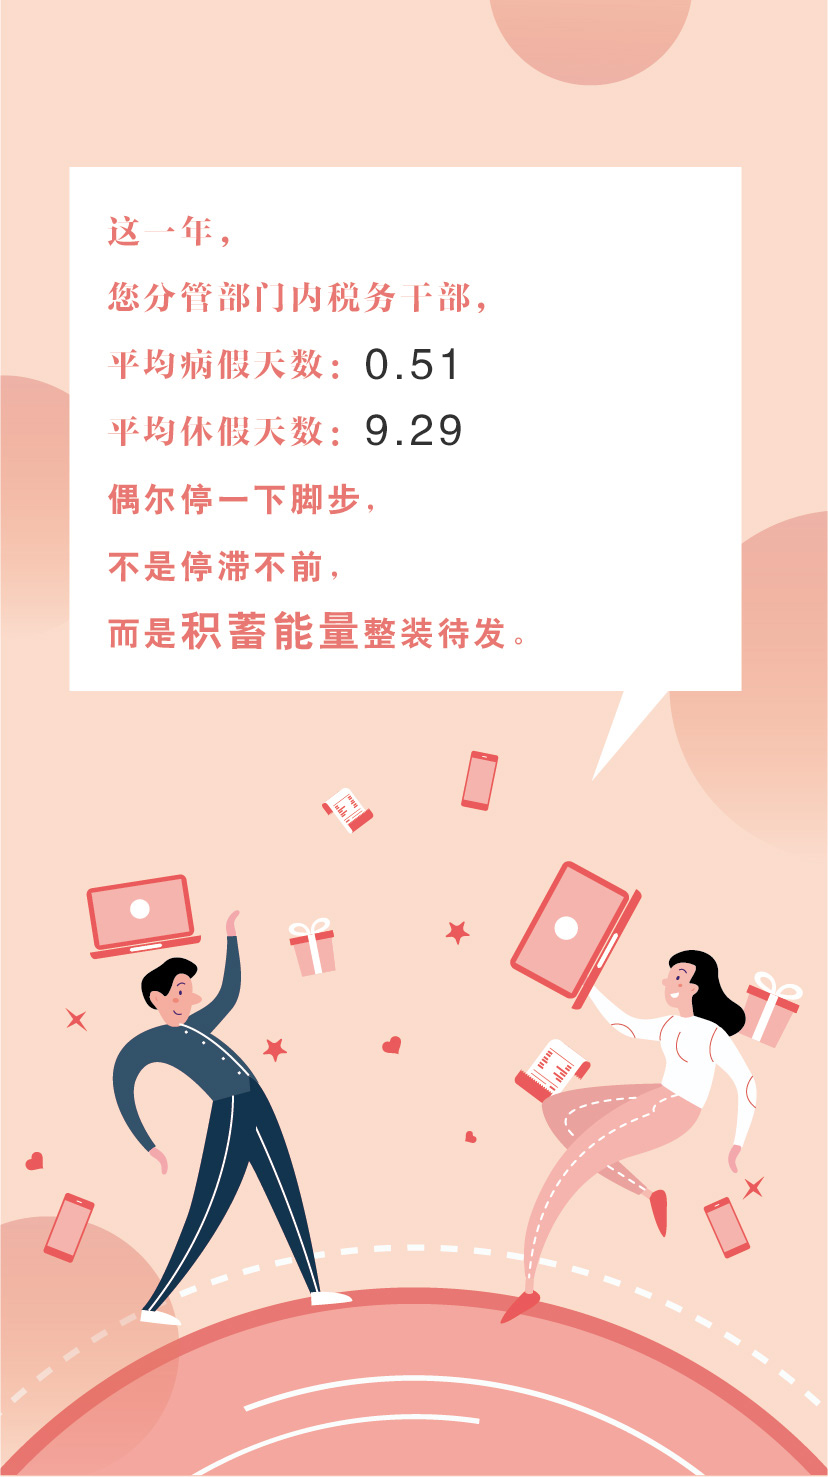 这一年，
您分管部门内税务干部，
平均病假天数：0.51
平均休假天数：9.29
偶尔停一下脚步，
不是停滞不前，
而是积蓄能量整装待发。